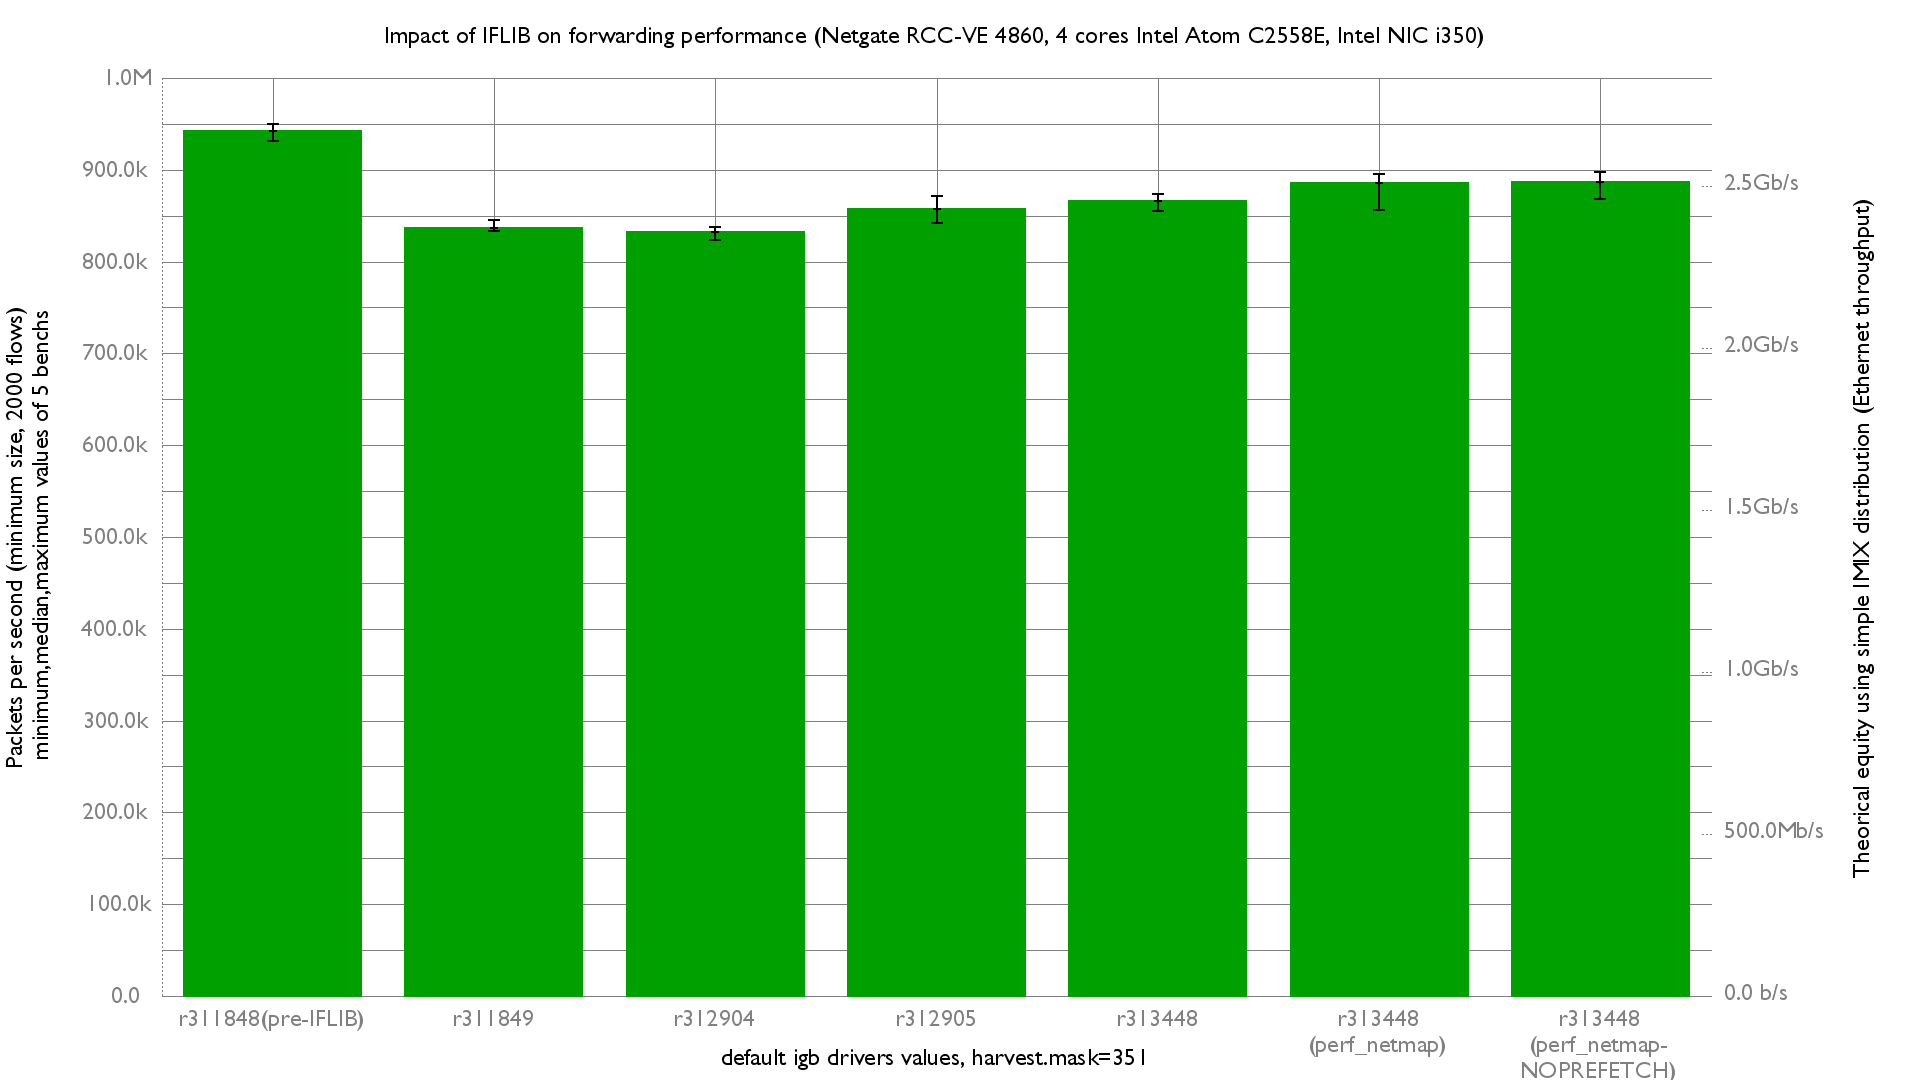 Impact of IFLIB on forwarding performance (Netgate RCC-VE 4860, 4 cores Intel Atom C2558E, Intel NIC i350)
Packets per second (minimum size, 2000 flows)
minimum,median,maximum values of 5 benchs
1.0M
900.0k
800.0k
700.0k
600.0k
500.0k
400.0k
300.0k
200.0k
100.0k
0.0
2.5Gb/s
2.0Gb/s
1.5Gb/s
1.0Gb/s
500.0Mb/s
0.0 b/s
Theorical equity using simple IMIX distribution (Ethernet throughput)
r311848(pre-IFLIB)
r311849
r312904
r312905
r313448
r313448
(perf_netmap)
r313448
(perf_netmap-
NOPREFETCH)
default igb drivers values, harvest.mask=351